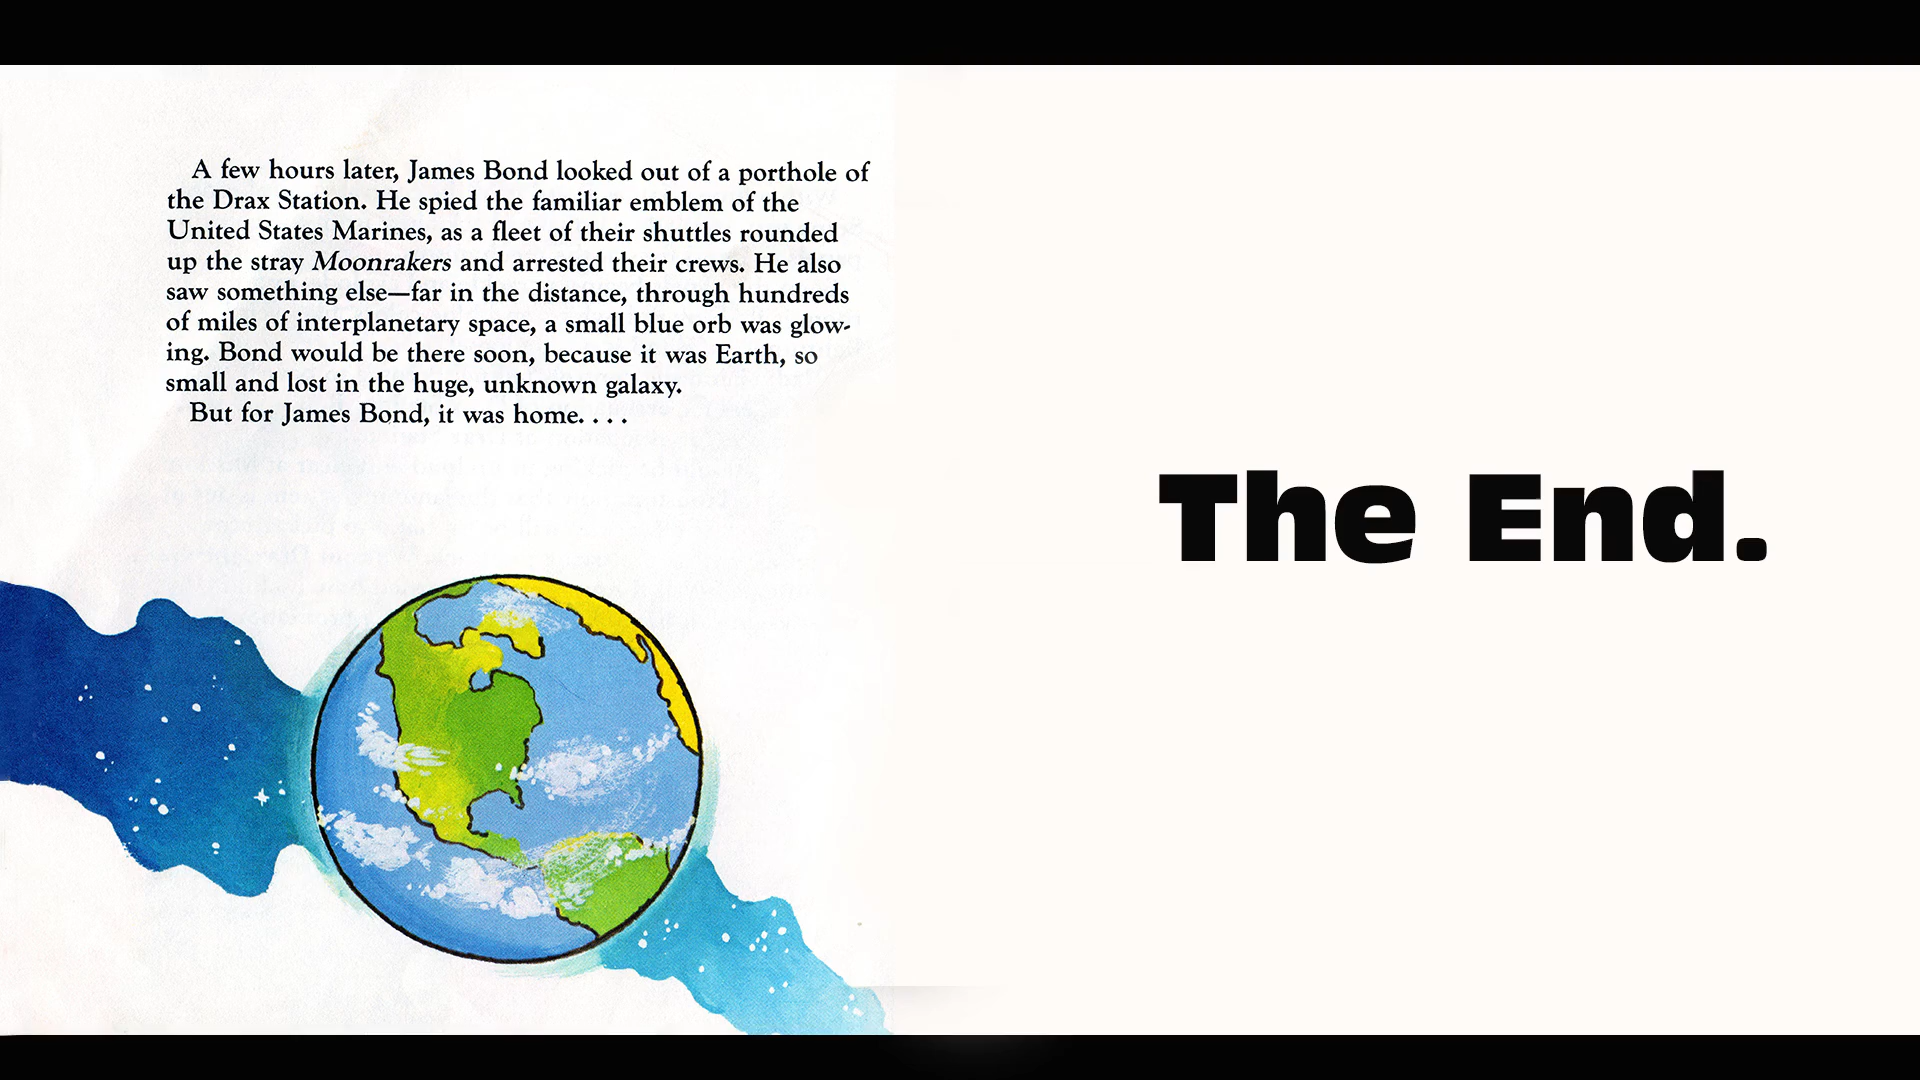 A few hours later, James Bond looked out of a porthole of
the Drax Station. He spied the familiar emblem of the
United States Marines, as a fleet of their shuttles rounded
up the stray Moonrakers and arrested their crews. He also
saw something else—far in the distance, through hundreds
of miles of interplanetary space, a small blue orb was glow-
ing. Bond would be there soon, because it was Earth, so
small and lost in the huge, unknown galaxy.
But for James Bond, it was home. . . .
The End.